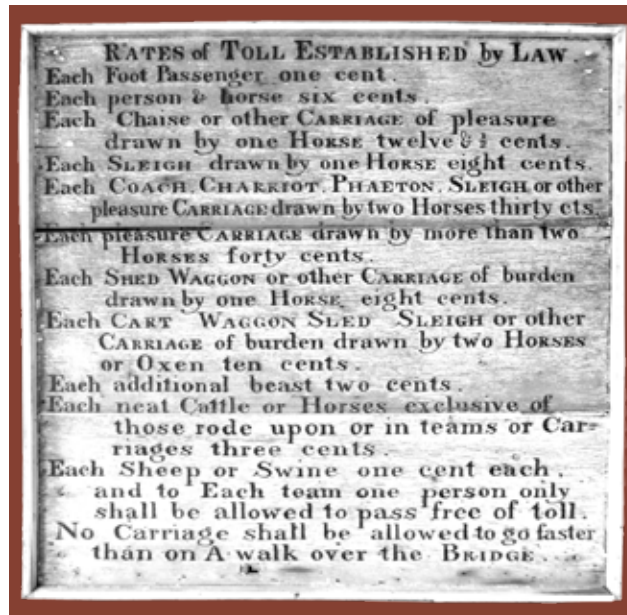 RATES of TOLL ESTABLISHED by LAW.
Each Foot Passenger one cent.
Each person & horse six cents.
Each Chaise or other CARRIAGE of pleasure
drawn by one HORSE twelve & ½ cents.
Each SLEIGH drawn by one HORSE eight cents.
Each COACH, CHARRIOT, PHAETON, SLEIGH or other
pleasure CARRIAGE drawn by two Horses thirty cts.
Each pleasure CARRIAGE drawn by more than two
HORSES forty cents.
Each SHED WAGGON or other CARRIAGE of burden
drawn by one HORSE eight cents.
Each CART WAGGON SLED SLEIGH or other
CARRIAGE of burden drawn by two HORSES
or Oxen ten cents.
Each additional beast two cents.
Each neat Cattle or Horses exclusive of
those rode upon or in teams or Car=
riages three cents.
Each Sheep or Swine one cent each,
and to Each team one person only
shall be allowed to pass free of toll.
No Carriage shall be allowed to go faster
than on A walk over the BRIDGE.